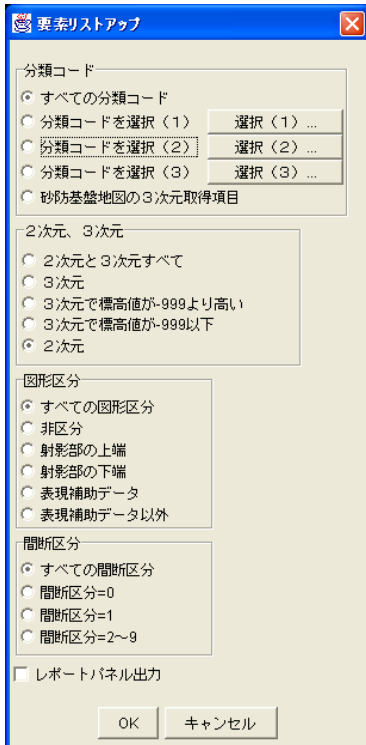 要素リストアップ
分類コード
すべての分類コード
分類コードを選択（１） 選択（１）...
分類コードを選択（２） 選択（２）...
分類コードを選択（３） 選択（３）...
砂防基盤地図の３次元取得項目
２次元、３次元
２次元と３次元すべて
３次元
３次元で標高値が-999より高い
３次元で標高値が-999以下
２次元
図形区分
すべての図形区分
非区分
射影部の上端
射影部の下端
表現補助データ
表現補助データ以外
間断区分
すべての間断区分
間断区分=0
間断区分=1
間断区分=2～9
レポートパネル出力
OK キャンセル